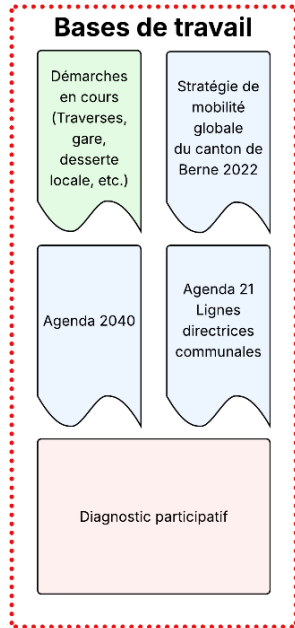 Bases de travail
Démarches
en cours
(Traverses,
gare,
desserte
locale, etc.)
Stratégie de
mobilité
globale
du canton de
Berne 2022
Agenda 2040
Agenda 21
Lignes
directrices
communales
Diagnostic participatif